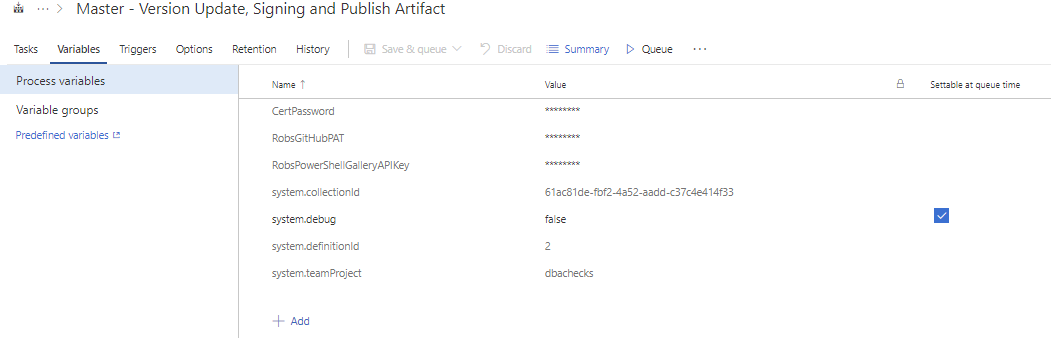 ··· > Master - Version Update, Signing and Publish Artifact
Tasks Variables Triggers Options Retention History Save & queue Discard Summary Queue ···
Process variables
Variable groups
Predefined variables
Name ↑ Value Settable at queue time
CertPassword ********
RobsGitHubPAT ********
RobsPowerShellGalleryAPIKey ********
system.collectionId 61ac81de-fbf2-4a52-aadd-c37c4e414f33
system.debug false
system.definitionId 2
system.teamProject dbachecks
+ Add